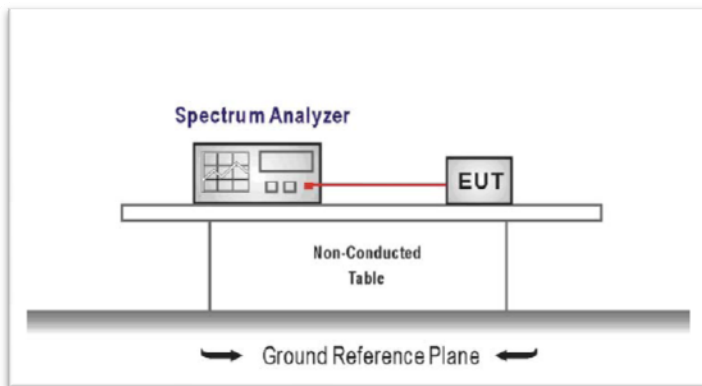 Spectrum Analyzer
EUT
Non-Conducted
Table
Ground Reference Plane